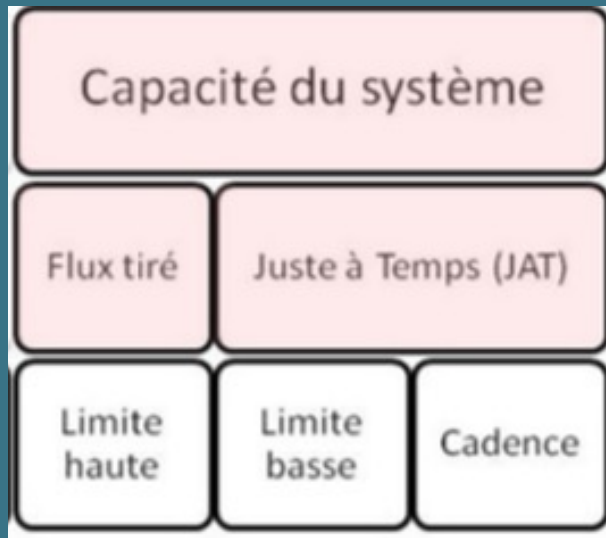 Capacité du système
Flux tiré
Juste à Temps (JAT)
Limite
haute
Limite
basse
Cadence